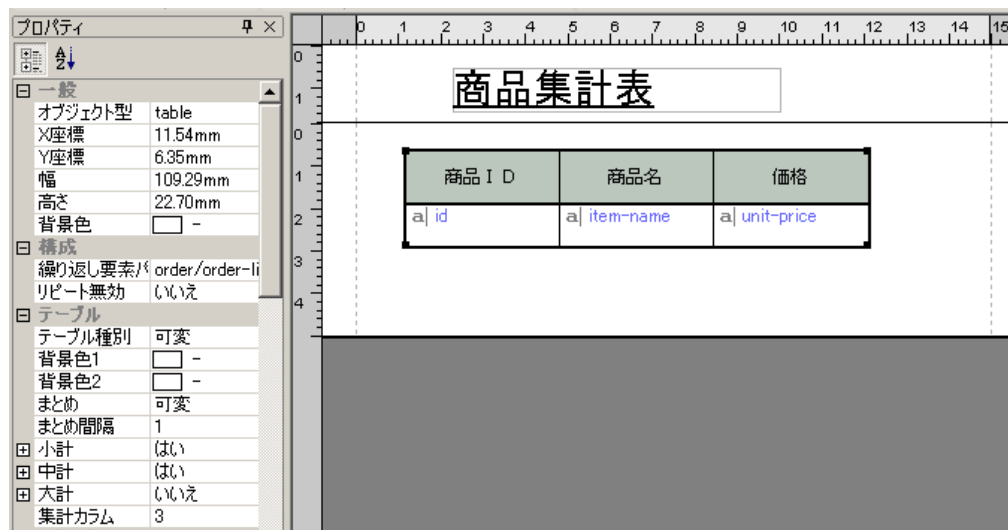 プロパティ
一般
オブジェクト型 table
X座標 11.54mm
Y座標 6.35mm
幅 109.29mm
高さ 22.70mm
背景色 -
構成
繰り返し要素パ order/order-li
リピート無効 いいえ
テーブル
テーブル種別 可変
背景色1 -
背景色2 -
まとめ 可変
まとめ間隔 1
小計 はい
中計 はい
大計 いいえ
集計カラム 3
0 1 2 3 4 5 6 7 8 9 10 11 12 13 14 15
0
1
0
1
2
3
4
商品集計表
商品ID 商品名 価格
a| id a| item-name a| unit-price